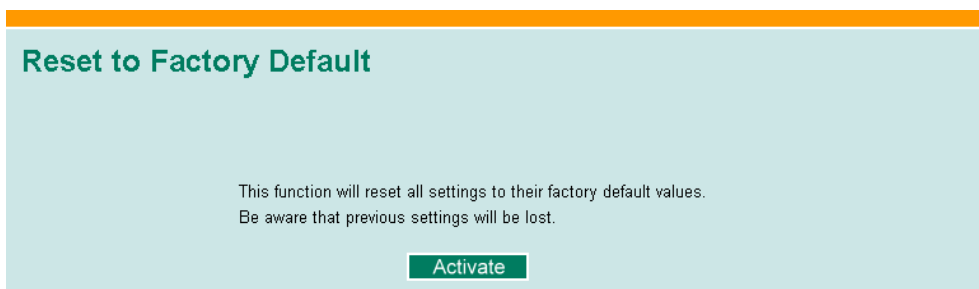 Reset to Factory Default
This function will reset all settings to their factory default values.
Be aware that previous settings will be lost.
Activate